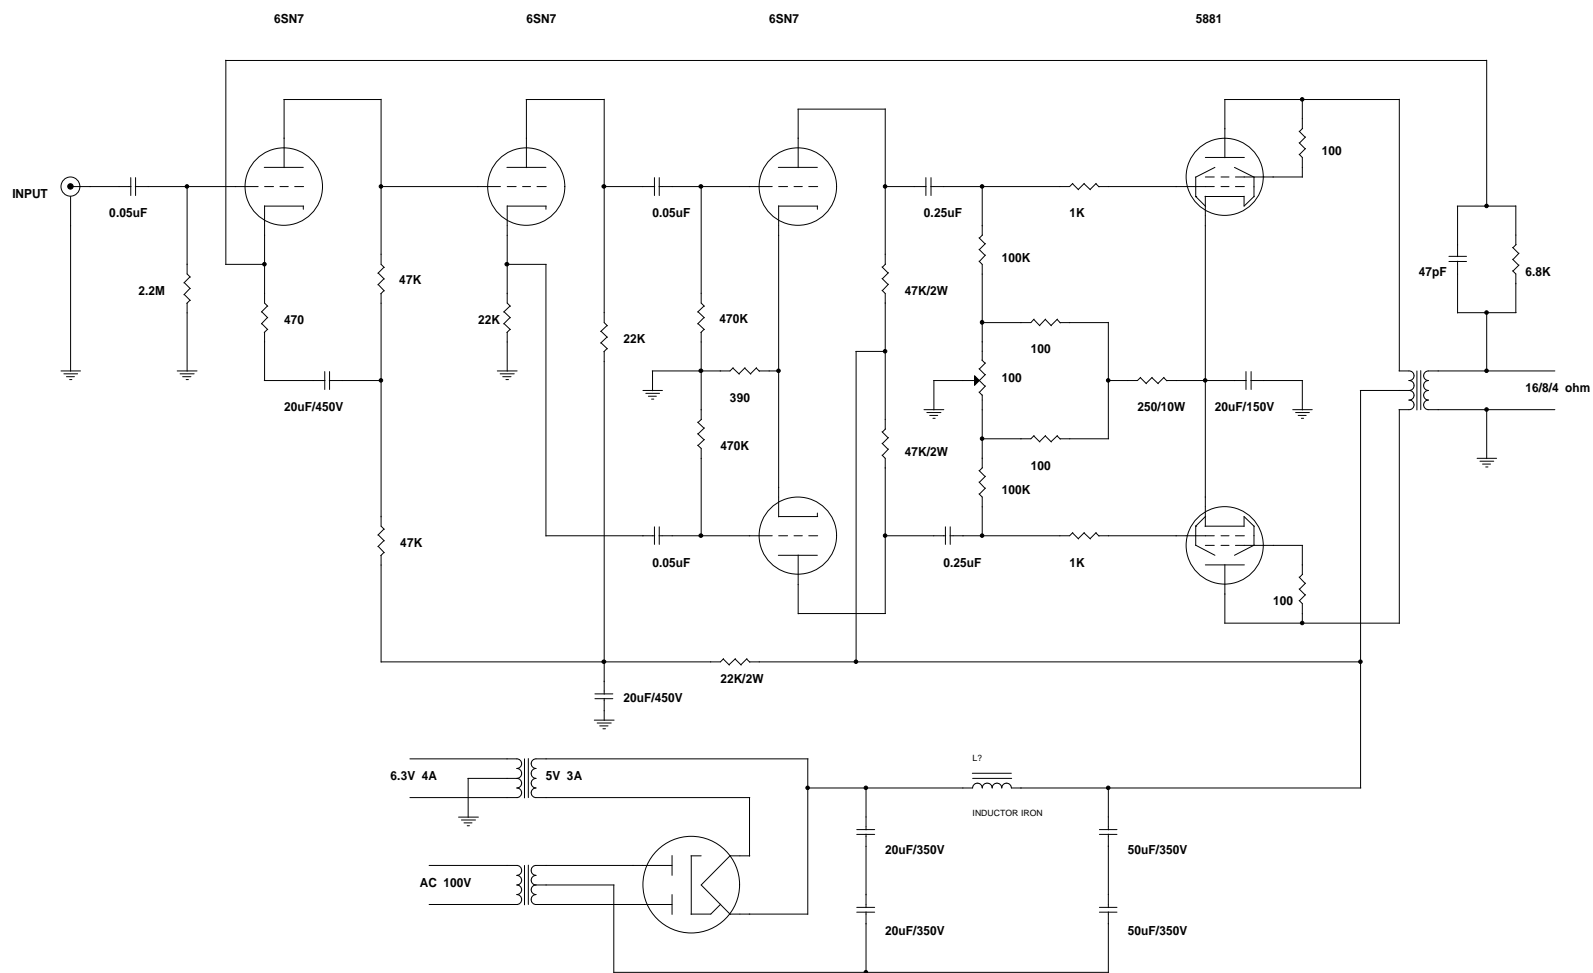 6SN7
6SN7
6SN7
5881
INPUT
0.05uF
2.2M
470
47K
20uF/450V
47K
22K
22K
0.05uF
470K
390
470K
0.05uF
47K/2W
47K/2W
0.25uF
100K
100
100
100
100K
0.25uF
1K
1K
250/10W
20uF/150V
100
100
47pF
6.8K
16/8/4 ohm
22K/2W
20uF/450V
6.3V 4A
5V 3A
AC 100V
L?
INDUCTOR IRON
20uF/350V
50uF/350V
20uF/350V
50uF/350V